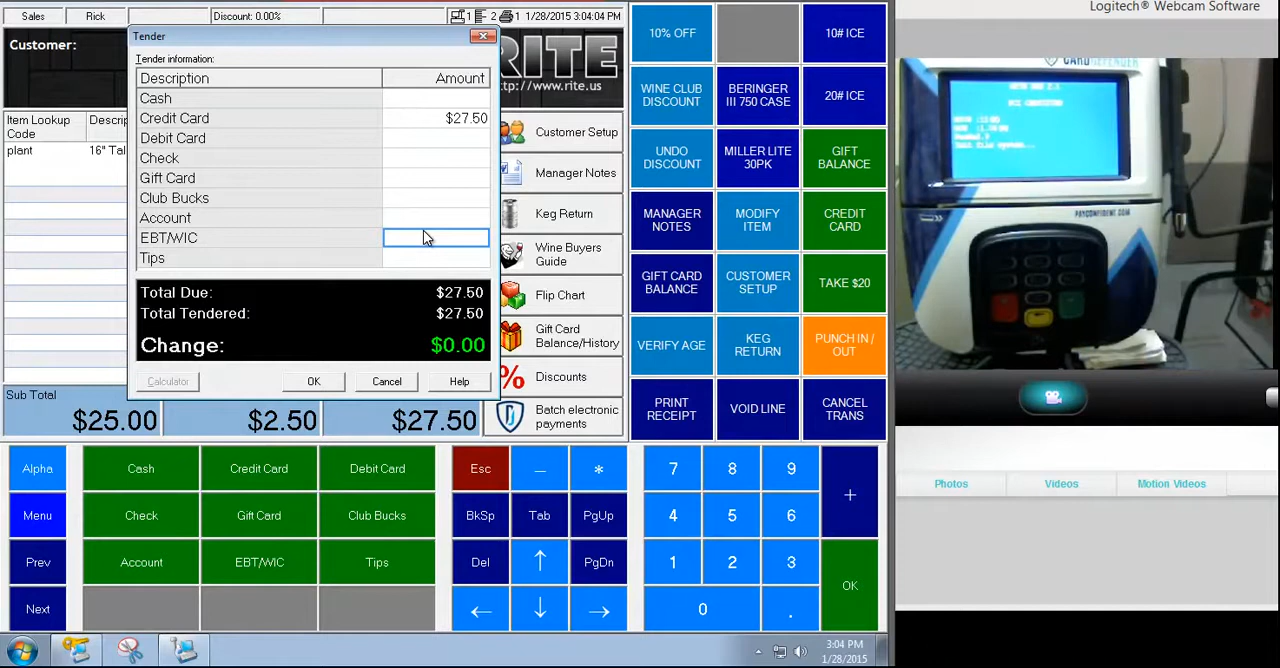 Sales Rick Discount: 0.00% 1 2 1 1/28/2015 3:04:04 PM
Logitech® Webcam Software
Customer:
RITE
http://www.rite.us
Tender
Tender information:
Description Amount
Cash
Credit Card $27.50
Debit Card
Check
Gift Card
Club Bucks
Account
EBT/WIC
Tips
Total Due: $27.50
Total Tendered: $27.50
Change: $0.00
Calculator OK Cancel Help
Item Lookup
Code
plant 16" Tal
Sub Total
$25.00 $2.50 $27.50
Customer Setup
Manager Notes
Keg Return
Wine Buyers
Guide
Flip Chart
Gift Card
Balance/History
Discounts
Batch electronic
payments
10% OFF 10# ICE
WINE CLUB
DISCOUNT
BERINGER
III 750 CASE
20# ICE
UNDO
DISCOUNT
MILLER LITE
30PK
GIFT
BALANCE
MANAGER
NOTES
MODIFY
ITEM
CREDIT
CARD
GIFT CARD
BALANCE
CUSTOMER
SETUP
TAKE $20
VERIFY AGE
KEG
RETURN
PUNCH IN /
OUT
PRINT
RECEIPT
VOID LINE
CANCEL
TRANS
Alpha Cash Credit Card Debit Card Esc _ * 7 8 9 +
Menu Check Gift Card Club Bucks BkSp Tab PgUp 4 5 6
Prev Account EBT/WIC Tips Del ↑ PgDn 1 2 3 OK
Next ← ↓ → 0 .
PAYCONFIDENT.COM
Photos Videos Motion Videos
3:04 PM
1/28/2015